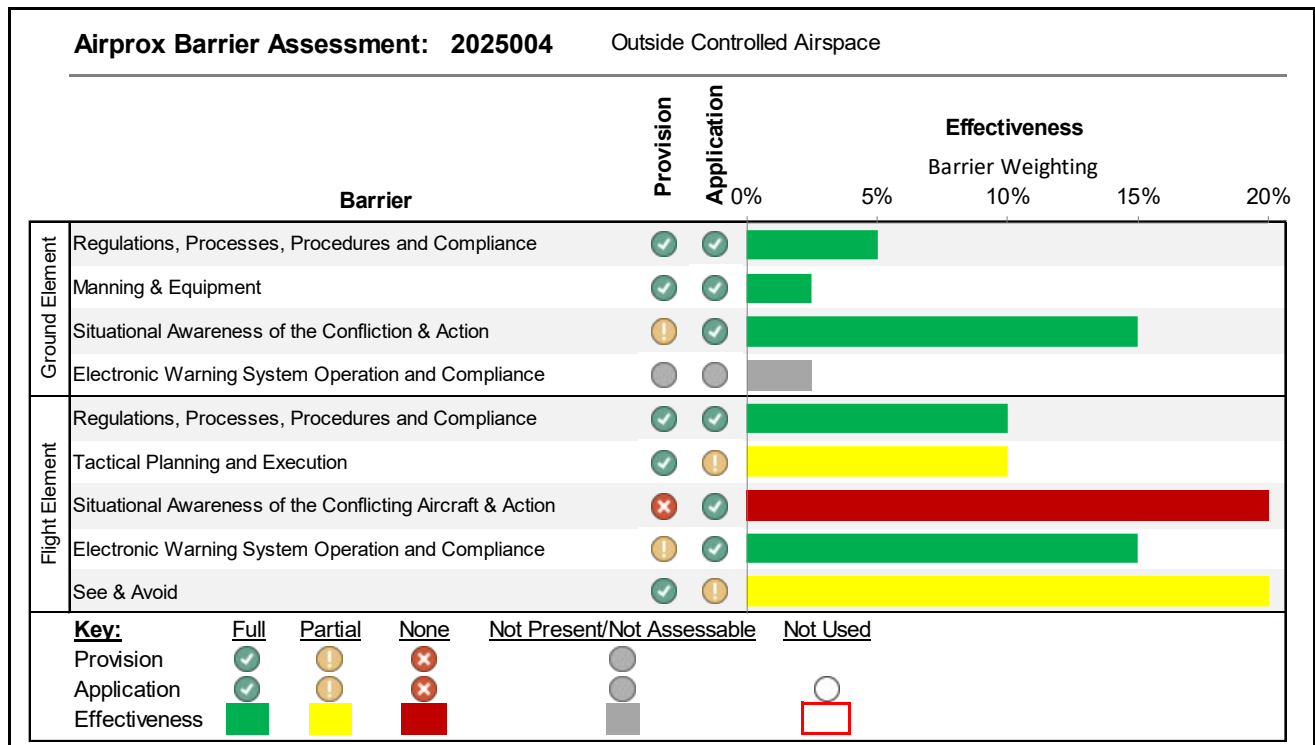 Airprox Barrier Assessment: 2025004 Outside Controlled Airspace
Provision
Application
Effectiveness
Barrier Weighting
Barrier
0% 5% 10% 15% 20%
Ground Element
Regulations, Processes, Procedures and Compliance
Manning & Equipment
Situational Awareness of the Confliction & Action
Electronic Warning System Operation and Compliance
Flight Element
Regulations, Processes, Procedures and Compliance
Tactical Planning and Execution
Situational Awareness of the Conflicting Aircraft & Action
Electronic Warning System Operation and Compliance
See & Avoid
Key: Full Partial None Not Present/Not Assessable Not Used
Provision
Application
Effectiveness